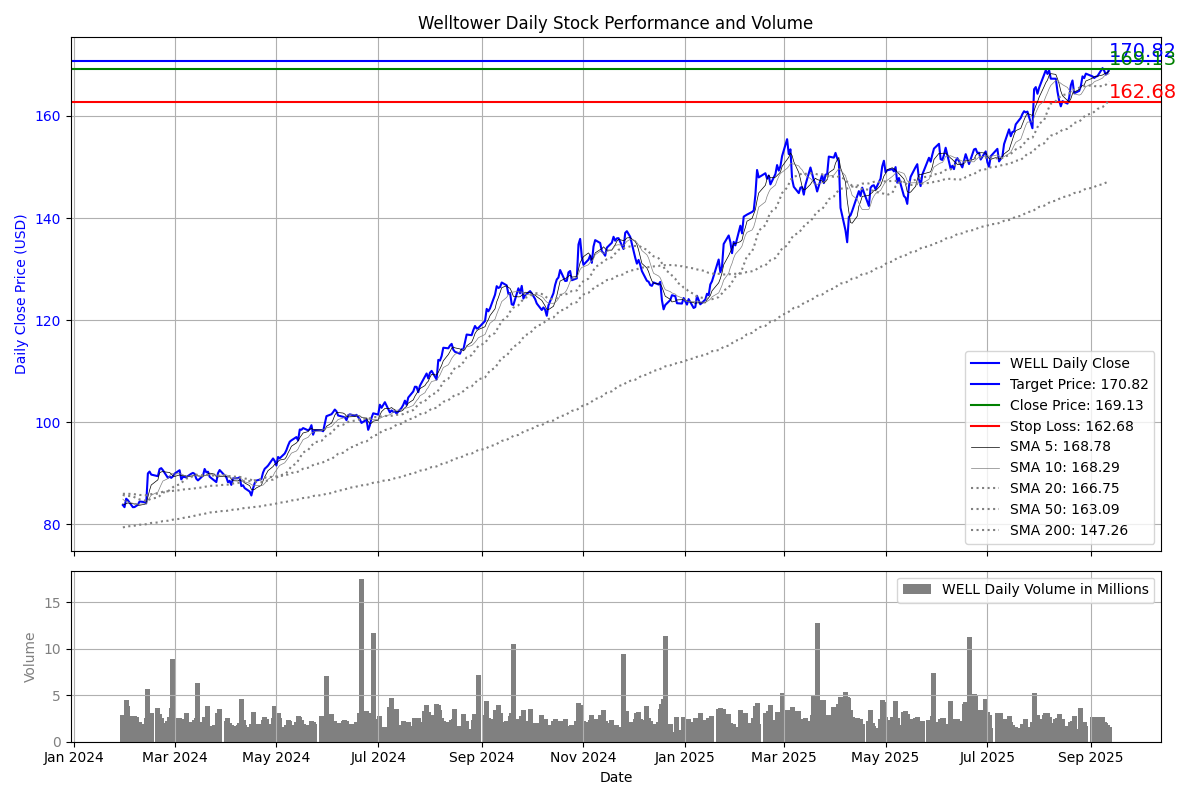 Welltower Daily Stock Performance and Volume
170.82
169.13
162.68
160
140
120
100
80
Daily Close Price (USD)
WELL Daily Close
Target Price: 170.82
Close Price: 169.13
Stop Loss: 162.68
SMA 5: 168.78
SMA 10: 168.29
SMA 20: 166.75
SMA 50: 163.09
SMA 200: 147.26
WELL Daily Volume in Millions
15
10
5
0
Volume
Jan 2024 Mar 2024 May 2024 Jul 2024 Sep 2024 Nov 2024 Jan 2025 Mar 2025 May 2025 Jul 2025 Sep 2025
Date